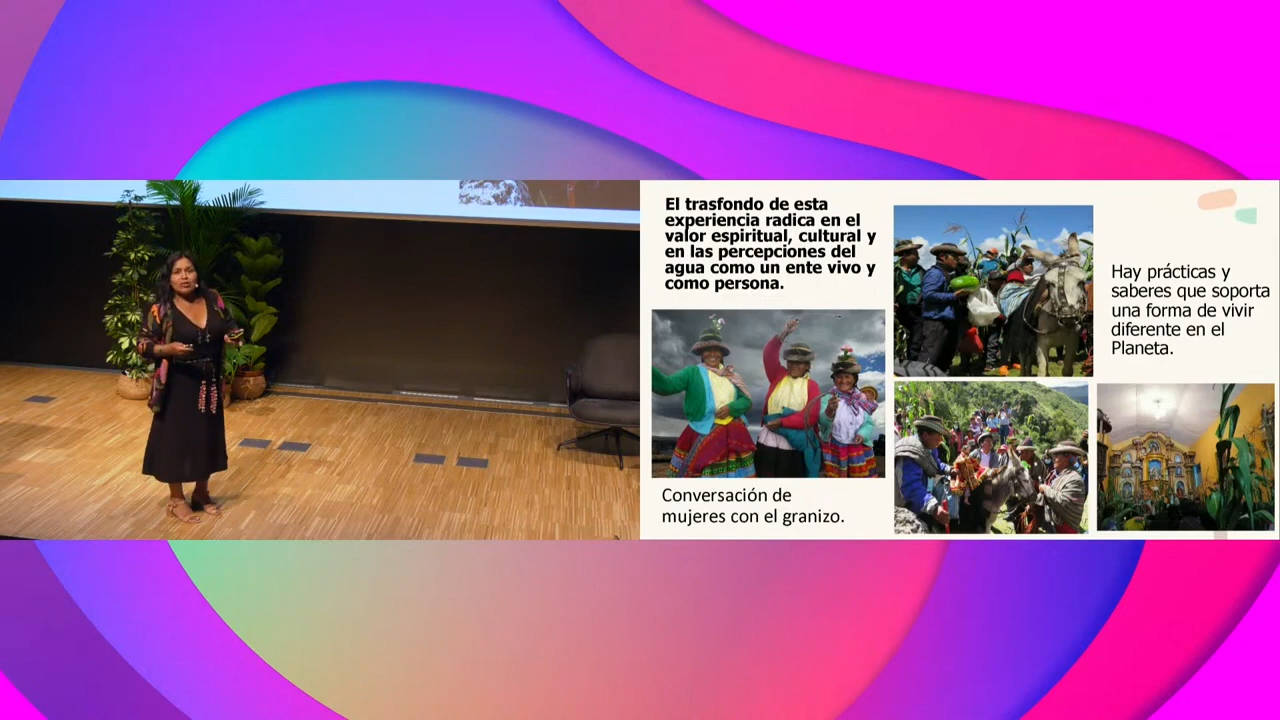 El trasfondo de esta
experiencia radica en el
valor espiritual, cultural y
en las percepciones del
agua como un ente vivo y
como persona.
Conversación de
mujeres con el granizo.
Hay prácticas y
saberes que soporta
una forma de vivir
diferente en el
Planeta.